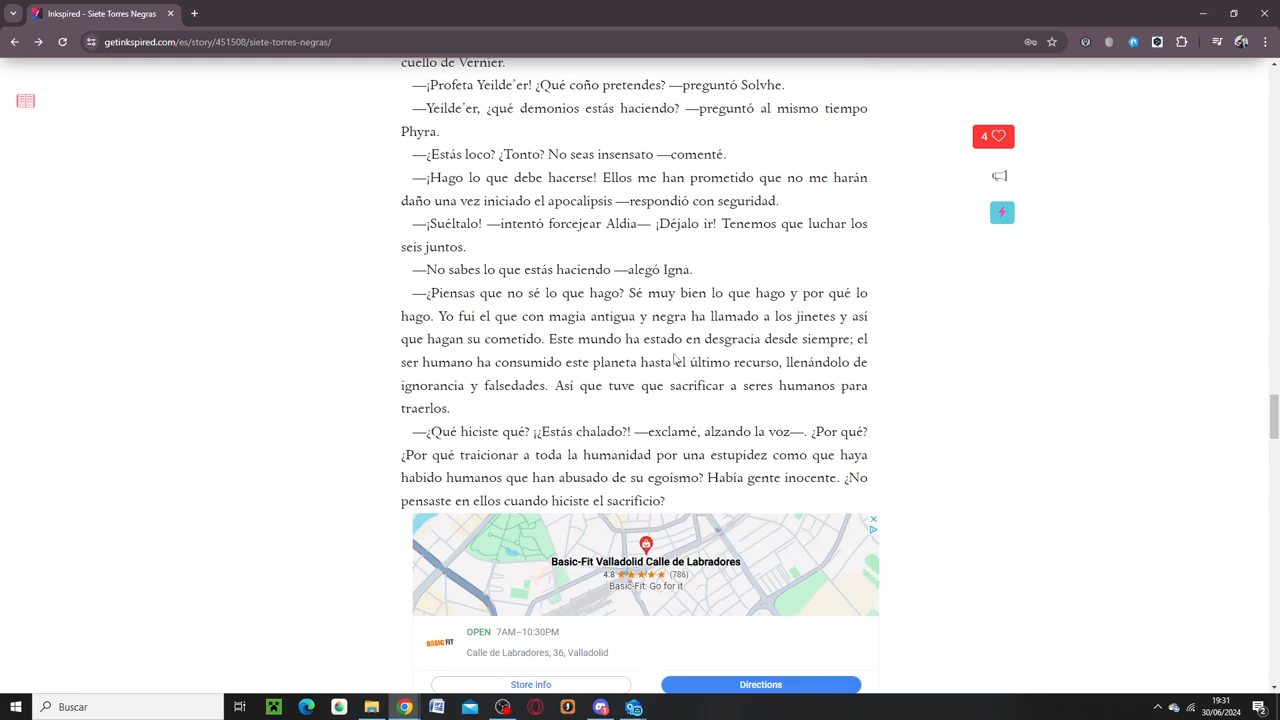 Inkspired - Siete Torres Negras
getinkspired.com/es/story/451508/siete-torres-negras/
cuello de Vernier.
—¡Profeta Yeilde´er! ¿Qué coño pretendes? —preguntó Solvhe.
—Yeilde´er, ¿qué demonios estás haciendo? —preguntó al mismo tiempo
Phyra.
4
—¿Estás loco? ¿Tonto? No seas insensato —comenté.
—¡Hago lo que debe hacerse! Ellos me han prometido que no me harán
daño una vez iniciado el apocalipsis —respondió con seguridad.
—¡Suéltalo! —intentó forcejear Aldia— ¡Déjalo ir! Tenemos que luchar los
seis juntos.
—No sabes lo que estás haciendo —alegó Igna.
—¿Piensas que no sé lo que hago? Sé muy bien lo que hago y por qué lo
hago. Yo fui el que con magia antigua y negra ha llamado a los jinetes y así
que hagan su cometido. Este mundo ha estado en desgracia desde siempre; el
ser humano ha consumido este planeta hasta el último recurso, llenándolo de
ignorancia y falsedades. Así que tuve que sacrificar a seres humanos para
traerlos.
—¿Qué hiciste qué? ¡¿Estás chalado?! —exclamé, alzando la voz—. ¿Por qué?
¿Por qué traicionar a toda la humanidad por una estupidez como que haya
habido humanos que han abusado de su egoísmo? Había gente inocente. ¿No
pensaste en ellos cuando hiciste el sacrificio?
Basic-Fit Valladolid Calle de Labradores
4.8 ★★★★★ (786)
Basic-Fit: Go for it
BASIC FIT
OPEN 7AM–10:30PM
Calle de Labradores, 36, Valladolid
Store info
Directions
Buscar
19:31
30/06/2024
2